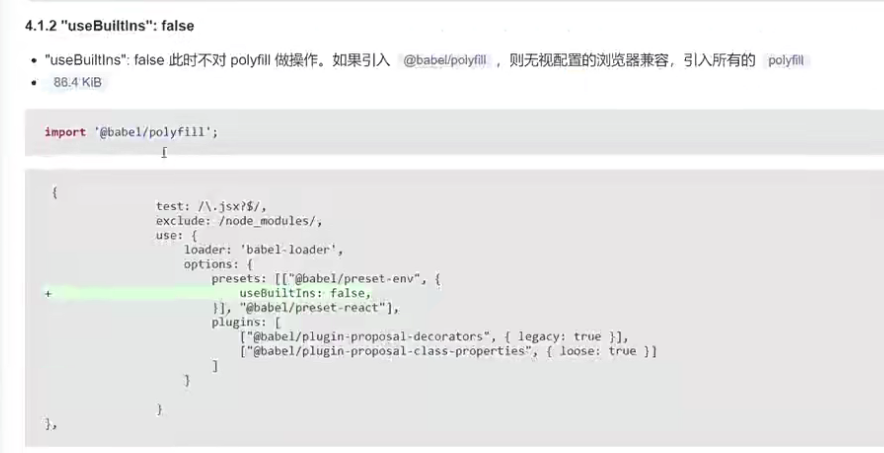 4.1.2 "useBuiltIns": false
"useBuiltIns": false 此时不对 polyfill 做操作。如果引入 @babel/polyfill ，则无视配置的浏览器兼容，引入所有的 polyfill
86.4 KiB
import '@babel/polyfill';
{
test: /\.jsx?$/,
exclude: /node_modules/,
use: {
loader: 'babel-loader',
options: {
presets: [["@babel/preset-env", {
+ useBuiltIns: false,
}], "@babel/preset-react"],
plugins: [
["@babel/plugin-proposal-decorators", { legacy: true }],
["@babel/plugin-proposal-class-properties", { loose: true }]
]
}
}
},